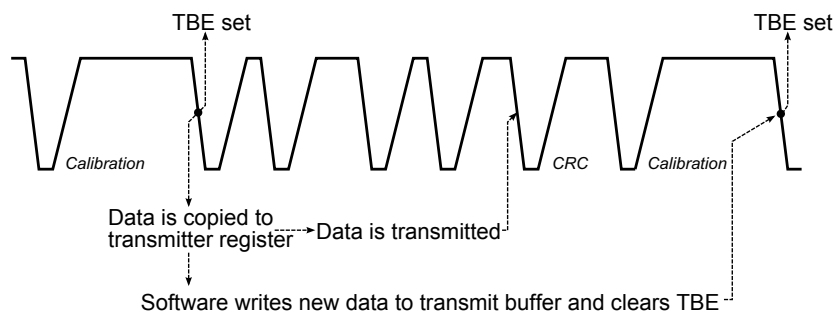 TBE set
TBE set
Calibration
CRC
Calibration
Data is copied to
transmitter register
Data is transmitted
Software writes new data to transmit buffer and clears TBE